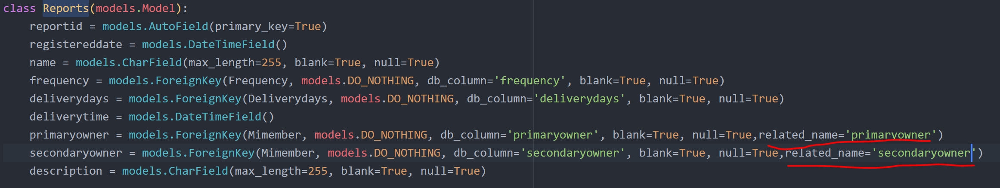 class Reports(models.Model):
    reportid = models.AutoField(primary_key=True)
    registereddate = models.DateTimeField()
    name = models.CharField(max_length=255, blank=True, null=True)
    frequency = models.ForeignKey(Frequency, models.DO_NOTHING, db_column='frequency', blank=True, null=True)
    deliverydays = models.ForeignKey(Deliverydays, models.DO_NOTHING, db_column='deliverydays', blank=True, null=True)
    deliverytime = models.DateTimeField()
    primaryowner = models.ForeignKey(Mimember, models.DO_NOTHING, db_column='primaryowner', blank=True, null=True,related_name='primaryowner')
    secondaryowner = models.ForeignKey(Mimember, models.DO_NOTHING, db_column='secondaryowner', blank=True, null=True,related_name='secondaryowner')
    description = models.CharField(max_length=255, blank=True, null=True)